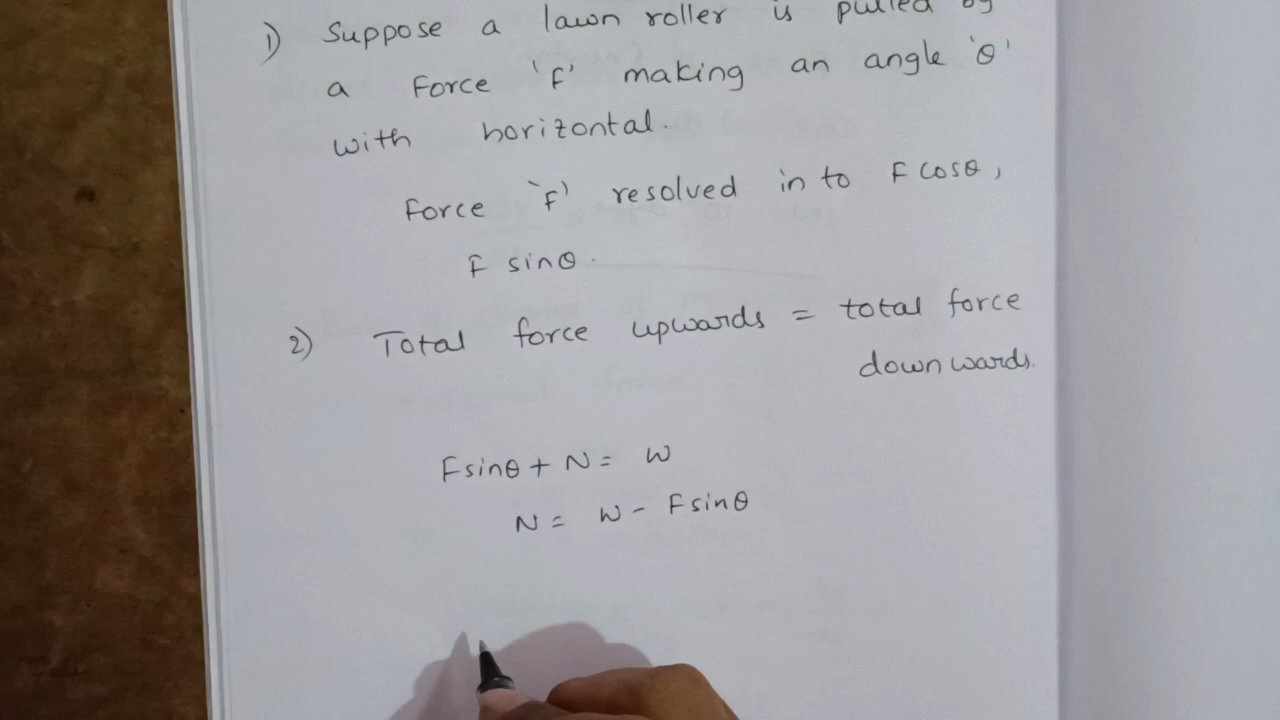 1) Suppose a lawn roller is pulled by
a Force 'F' making an angle 'θ'
with horizontal.
Force `F' resolved in to F cosθ,
F sinθ.
2) Total force upwards = total force
downwards.
Fsinθ + N = W
N = W - Fsinθ